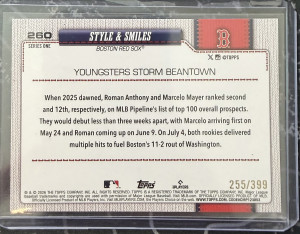 260
SERIES ONE
STYLE & SMILES
BOSTON RED SOX®
B
@TOPPS
YOUNGSTERS STORM BEANTOWN
When 2025 dawned, Roman Anthony and Marcelo Mayer ranked second
and 12th, respectively, on MLB Pipeline's list of top 100 overall prospects.
They would debut less than three weeks apart, with Marcelo arriving first on
May 24 and Roman coming up on June 9. On July 4, both rookies delivered
multiple hits to fuel Boston's 11-2 rout of Washington.
255/399
Topps
PLAYERS